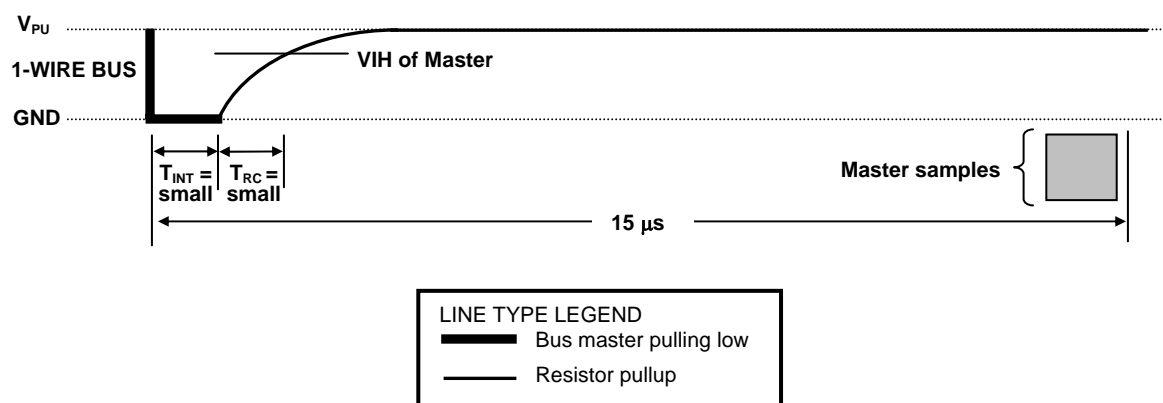 VPU
1-WIRE BUS
VIH of Master
GND
TINT =
small
TRC =
small
Master samples
15 μs
LINE TYPE LEGEND
Bus master pulling low
Resistor pullup